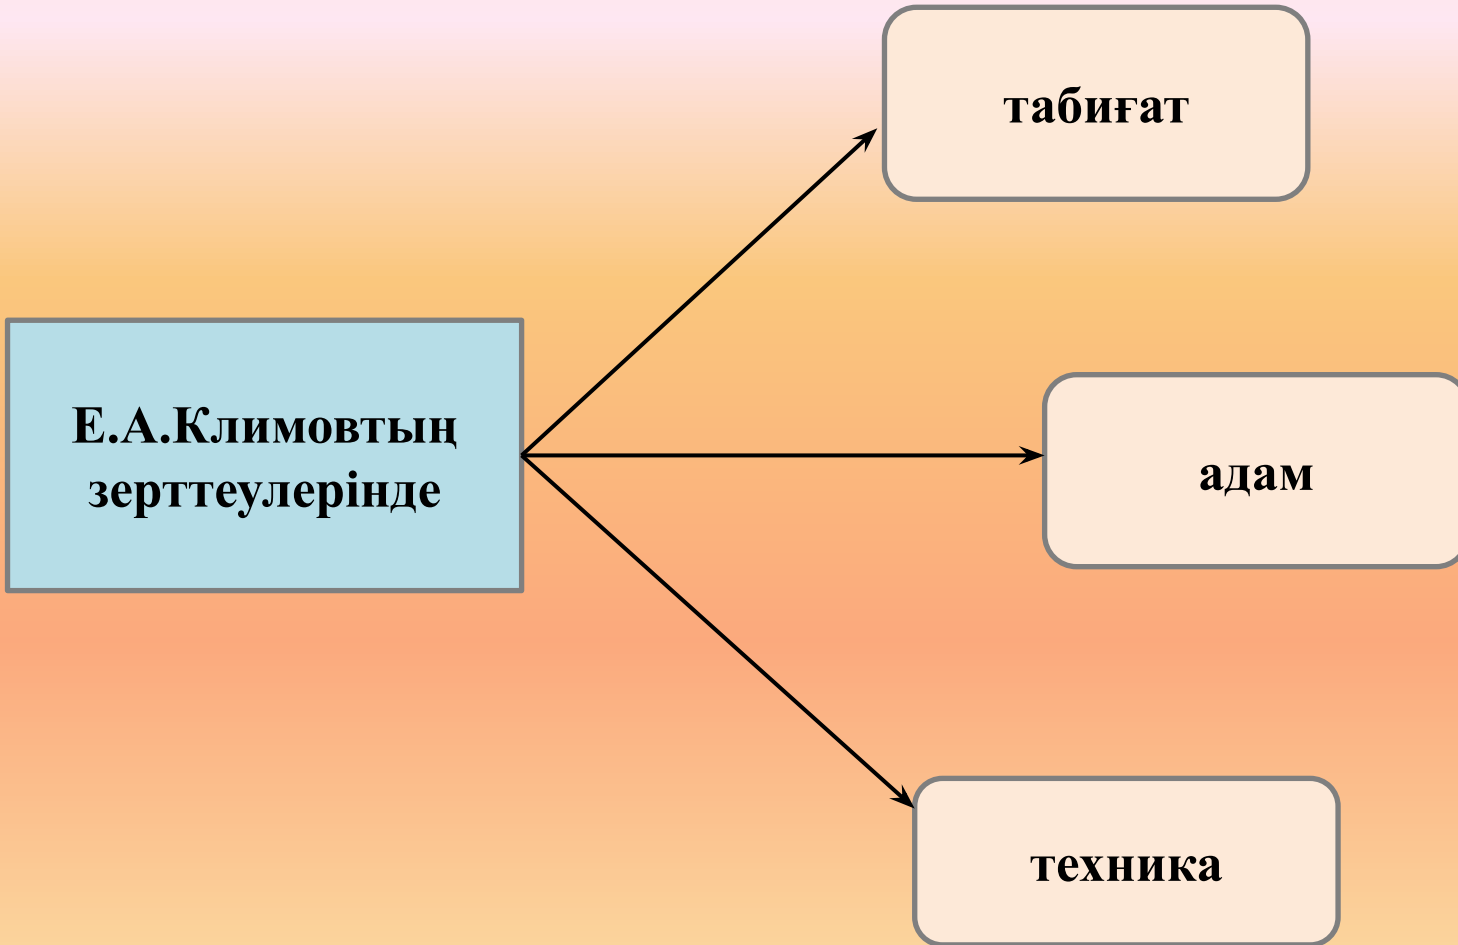 табиғат
Е.А.Климовтың
зерттеулерінде
адам
техника